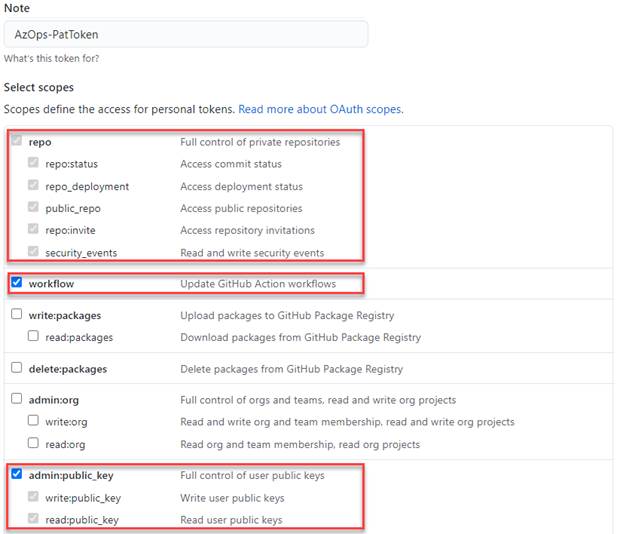 Note
AzOps-PatToken
What's this token for?
Select scopes
Scopes define the access for personal tokens. Read more about OAuth scopes.
repo Full control of private repositories
repo:status Access commit status
repo_deployment Access deployment status
public_repo Access public repositories
repo:invite Access repository invitations
security_events Read and write security events
workflow Update GitHub Action workflows
write:packages Upload packages to GitHub Package Registry
read:packages Download packages from GitHub Package Registry
delete:packages Delete packages from GitHub Package Registry
admin:org Full control of orgs and teams, read and write org projects
write:org Read and write org and team membership, read and write org projects
read:org Read org and team membership, read org projects
admin:public_key Full control of user public keys
write:public_key Write user public keys
read:public_key Read user public keys